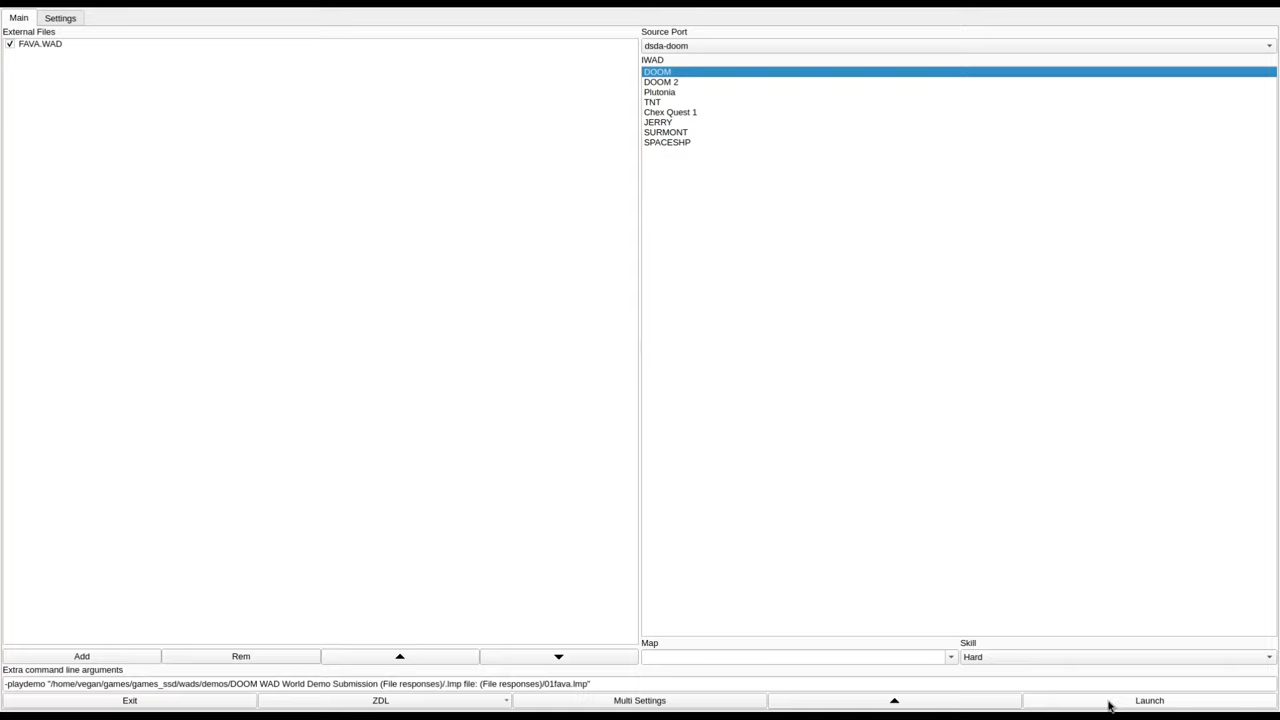 Main Settings
External Files
FAVA.WAD
Source Port
dsda-doom
IWAD
DOOM
DOOM 2
Plutonia
TNT
Chex Quest 1
JERRY
SURMONT
SPACESHP
Map Skill
Hard
Add Rem
Extra command line arguments
-playdemo "/home/vegan/games/games_ssd/wads/demos/DOOM WAD World Demo Submission (File responses)/.lmp file: (File responses)/01fava.lmp"
Exit ZDL Multi Settings Launch